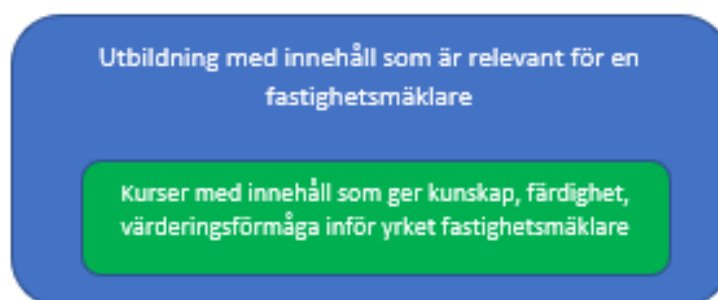 Utbildning med innehåll som är relevant för en
fastighetsmäklare
Kurser med innehåll som ger kunskap, färdighet,
värderingsförmåga inför yrket fastighetsmäklare